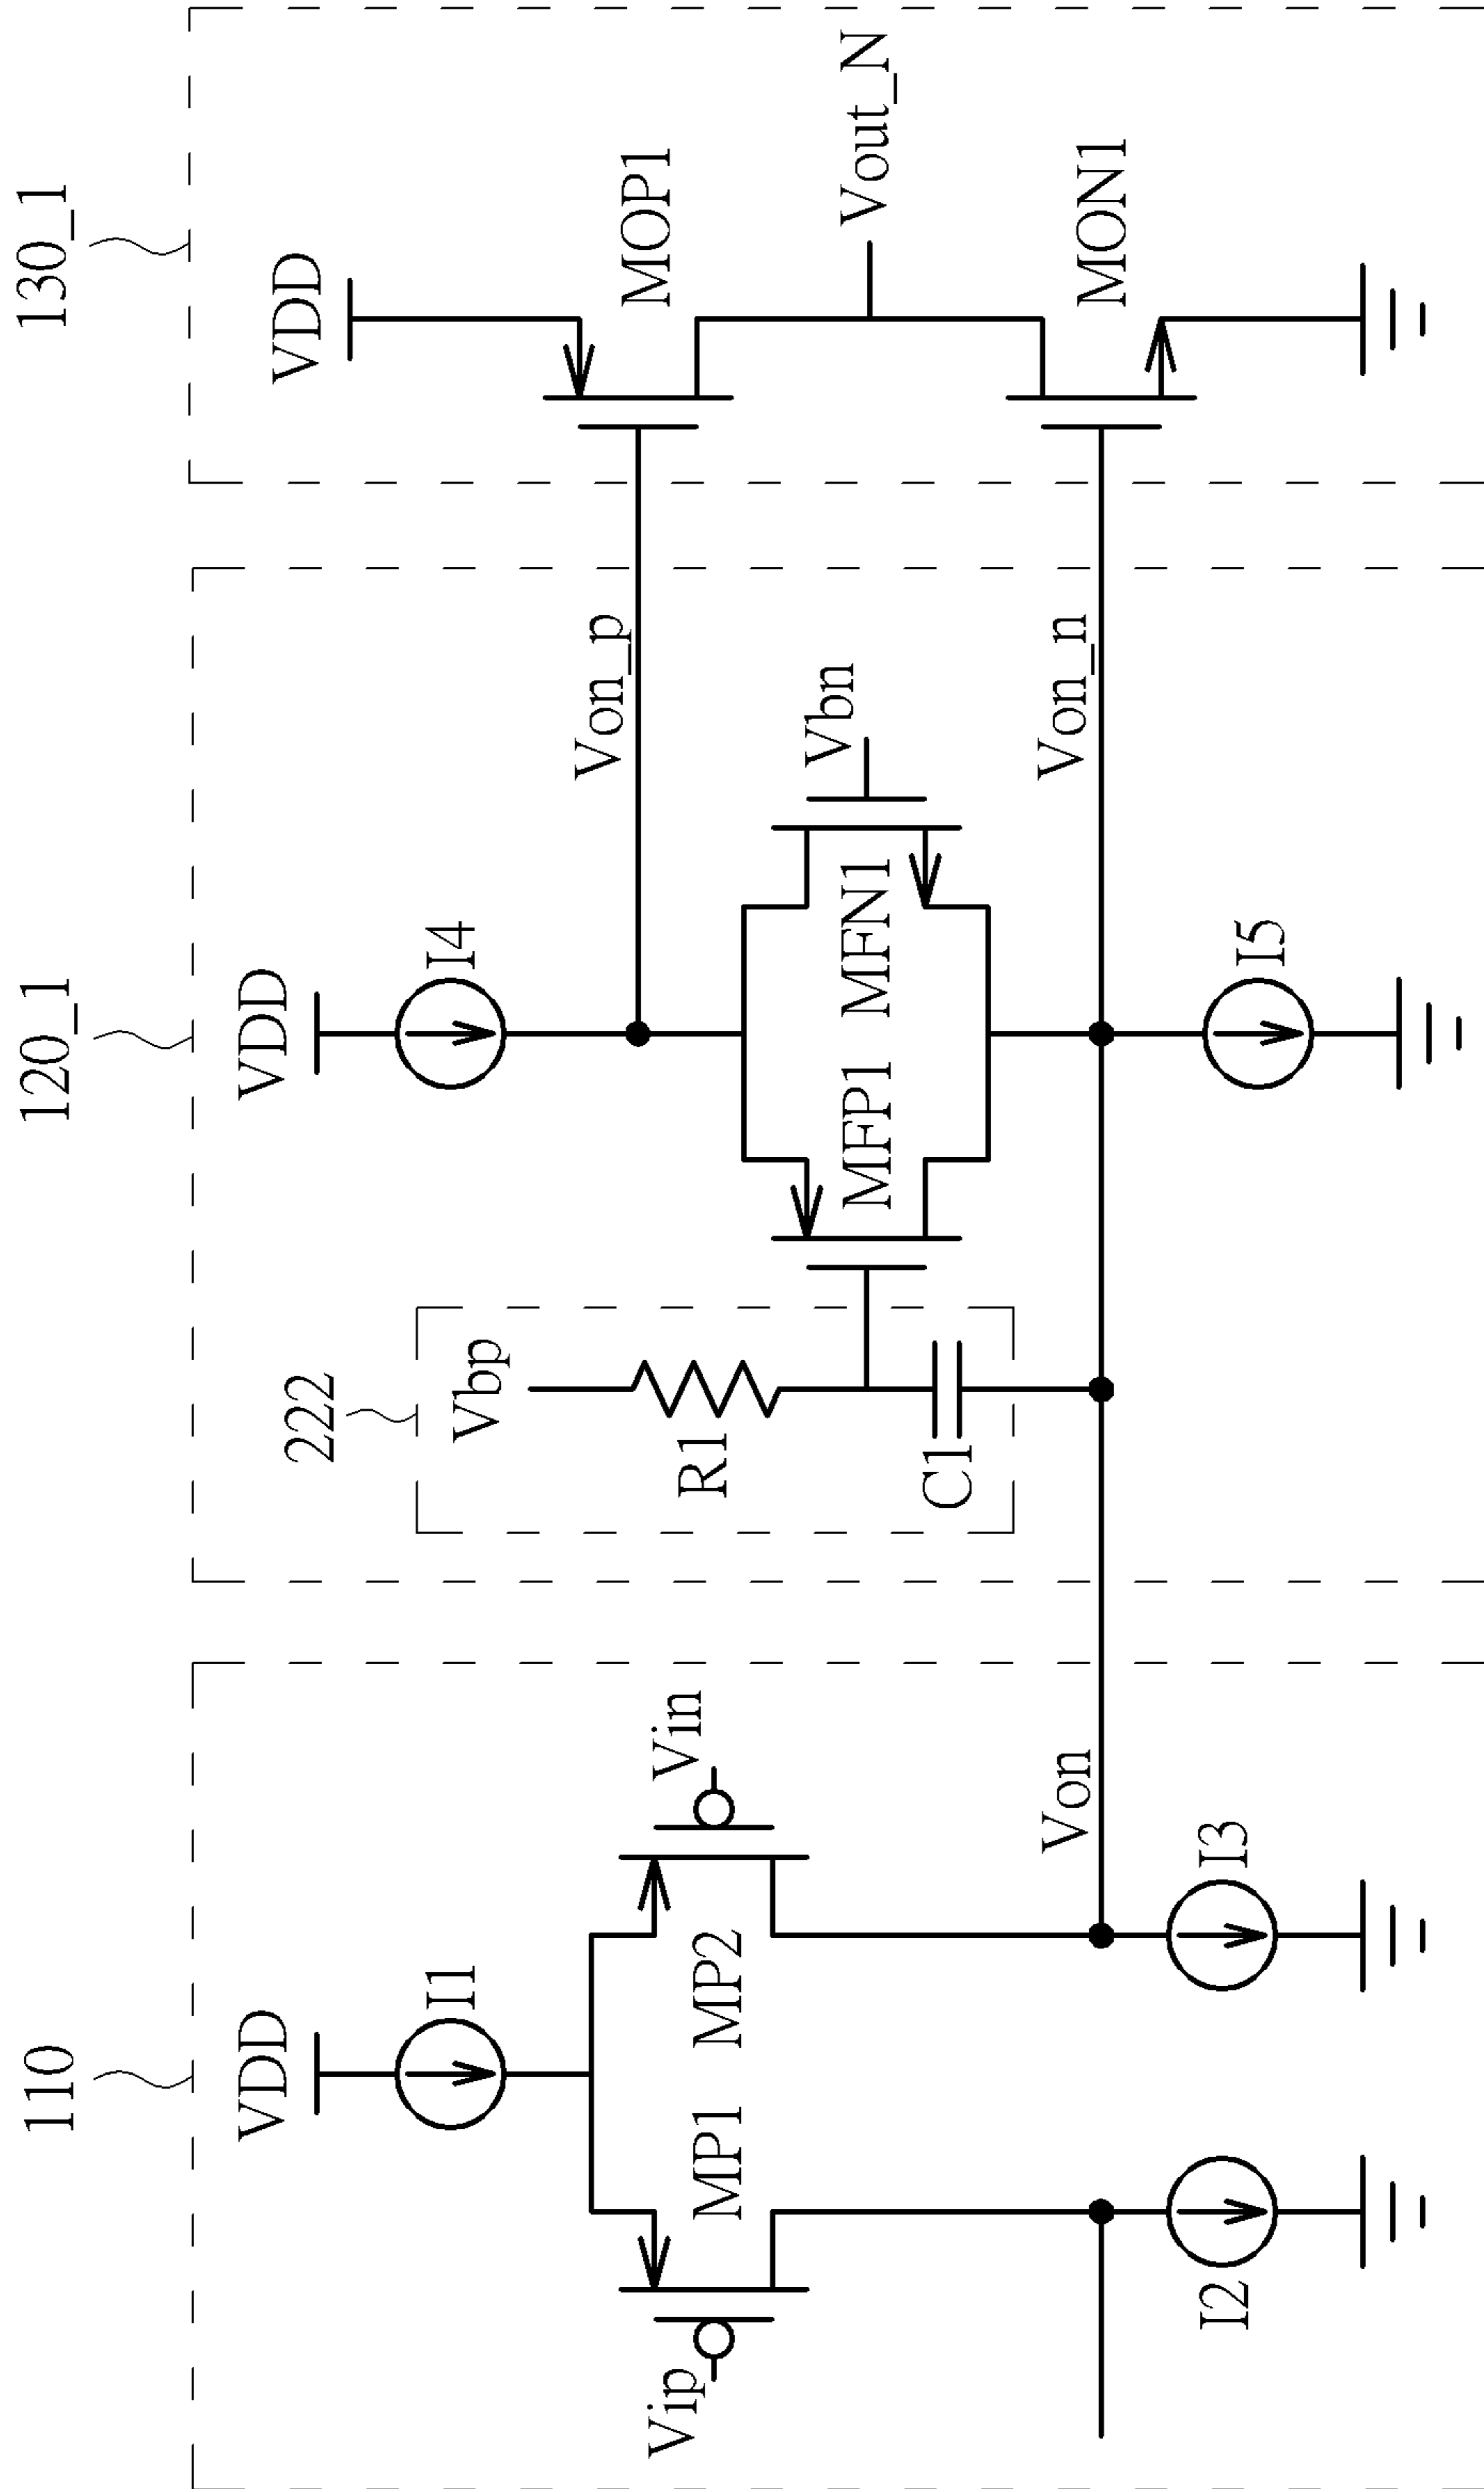 110
120_1
130_1
VDD
I1
Vip
MP1
MP2
Vin
Von
I2
I3
222
Vbp
R1
C1
VDD
I4
Von_p
MFP1
MFN1
Vbn
Von_n
I5
VDD
MOP1
Vout_N
MON1